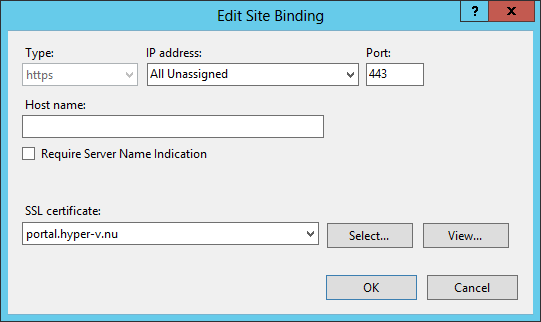 Edit Site Binding
? x
Type: IP address: Port:
https All Unassigned 443
Host name:
Require Server Name Indication
SSL certificate:
portal.hyper-v.nu Select... View...
OK Cancel